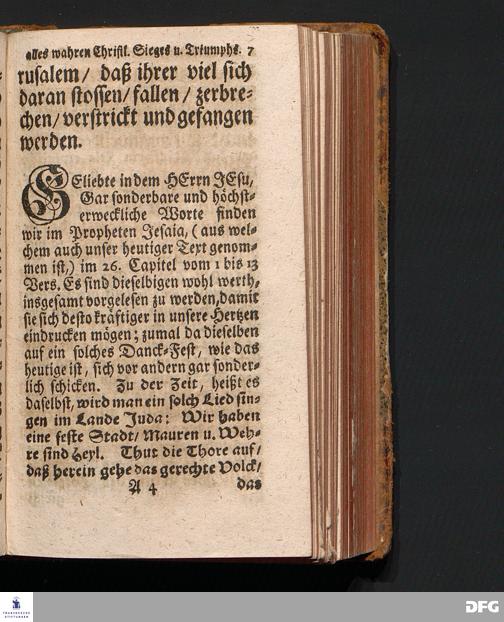 alles wahren Christl. Sieges u. Triumphs. 7
rusalem/ daß ihrer viel sich
daran stossen/ fallen / zerbre-
chen/ verstrickt und gefangen
werden.
GEliebte in dem HErrn JEsu,
Gar sonderbare und höchst-
erweckliche Worte finden
wir im Propheten Jesaia, (aus wel-
chem auch unser heutiger Text genom-
men ist,) im 26. Capitel vom 1 bis 13
Vers. Es sind dieselbigen wohl werth,
insgesamt vorgelesen zu werden, damit
sie sich desto kräftiger in unsere Hertzen
eindrucken mögen; zumal da dieselben
auf ein solches Danck-Fest, wie das
heutige ist, sich vor andern gar sonder-
lich schicken. Zu der Zeit, heißt es
daselbst, wird man ein solch Lied sin-
gen im Lande Juda: Wir haben
eine feste Stadt/ Mauren u. Weh-
re sind Heyl. Thut die Thore auf/
daß herein gehe das gerechte Volck/
A 4 das
FRANCKESCHE
STIFTUNGEN
DFG